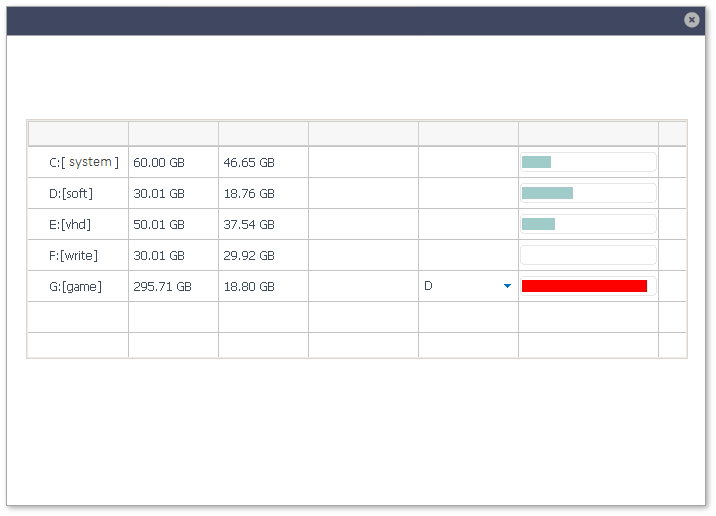 C:[ system ] 60.00 GB 46.65 GB
D:[soft] 30.01 GB 18.76 GB
E:[vhd] 50.01 GB 37.54 GB
F:[write] 30.01 GB 29.92 GB
G:[game] 295.71 GB 18.80 GB D